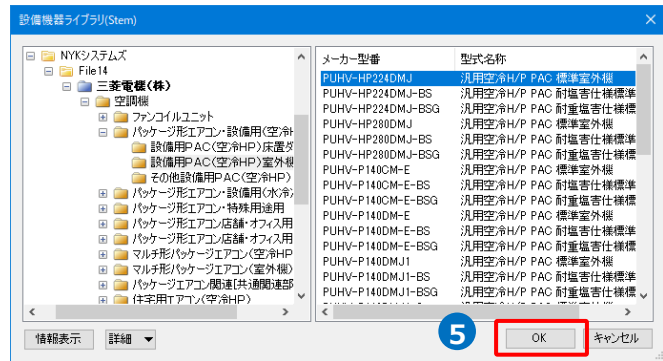 設備機器ライブラリ(Stem)
NYKシステムズ
File14
三菱電機(株)
空調機
ファンコイルユニット
パッケージ形エアコン・設備用(空冷H
設備用PAC(空冷HP)床置ダ
設備用PAC(空冷HP)室外機
その他設備用PAC(空冷HP)
パッケージ形エアコン・設備用(水冷)
パッケージ形エアコン・特殊用途用
パッケージ形エアコン店舗・オフィス用
パッケージ形エアコン店舗・オフィス用
マルチ形パッケージエアコン(空冷HP
マルチ形パッケージエアコン(室外機)
パッケージエアコン関連[共通関連部
住宅用エアコン(空冷HP)
メーカー型番 型式名称
PUHV-HP224DMJ 汎用空冷H/P PAC 標準室外機
PUHV-HP224DMJ-BS 汎用空冷H/P PAC 耐塩害仕様標準
PUHV-HP224DMJ-BSG 汎用空冷H/P PAC 耐重塩害仕様標
PUHV-HP280DMJ 汎用空冷H/P PAC 標準室外機
PUHV-HP280DMJ-BS 汎用空冷H/P PAC 耐塩害仕様標準
PUHV-HP280DMJ-BSG 汎用空冷H/P PAC 耐重塩害仕様標
PUHV-P140CM-E 汎用空冷H/P PAC 標準室外機
PUHV-P140CM-E-BS 汎用空冷H/P PAC 耐塩害仕様標準
PUHV-P140CM-E-BSG 汎用空冷H/P PAC 耐重塩害仕様標
PUHV-P140DM-E 汎用空冷H/P PAC 標準室外機
PUHV-P140DM-E-BS 汎用空冷H/P PAC 耐塩害仕様標準
PUHV-P140DM-E-BSG 汎用空冷H/P PAC 耐重塩害仕様標
PUHV-P140DMJ1 汎用空冷H/P PAC 標準室外機
PUHV-P140DMJ1-BS 汎用空冷H/P PAC 耐塩害仕様標準
PUHV-P140DMJ1-BSG 汎用空冷H/P PAC 耐重塩害仕様標
情報表示 詳細 5 OK キャンセル